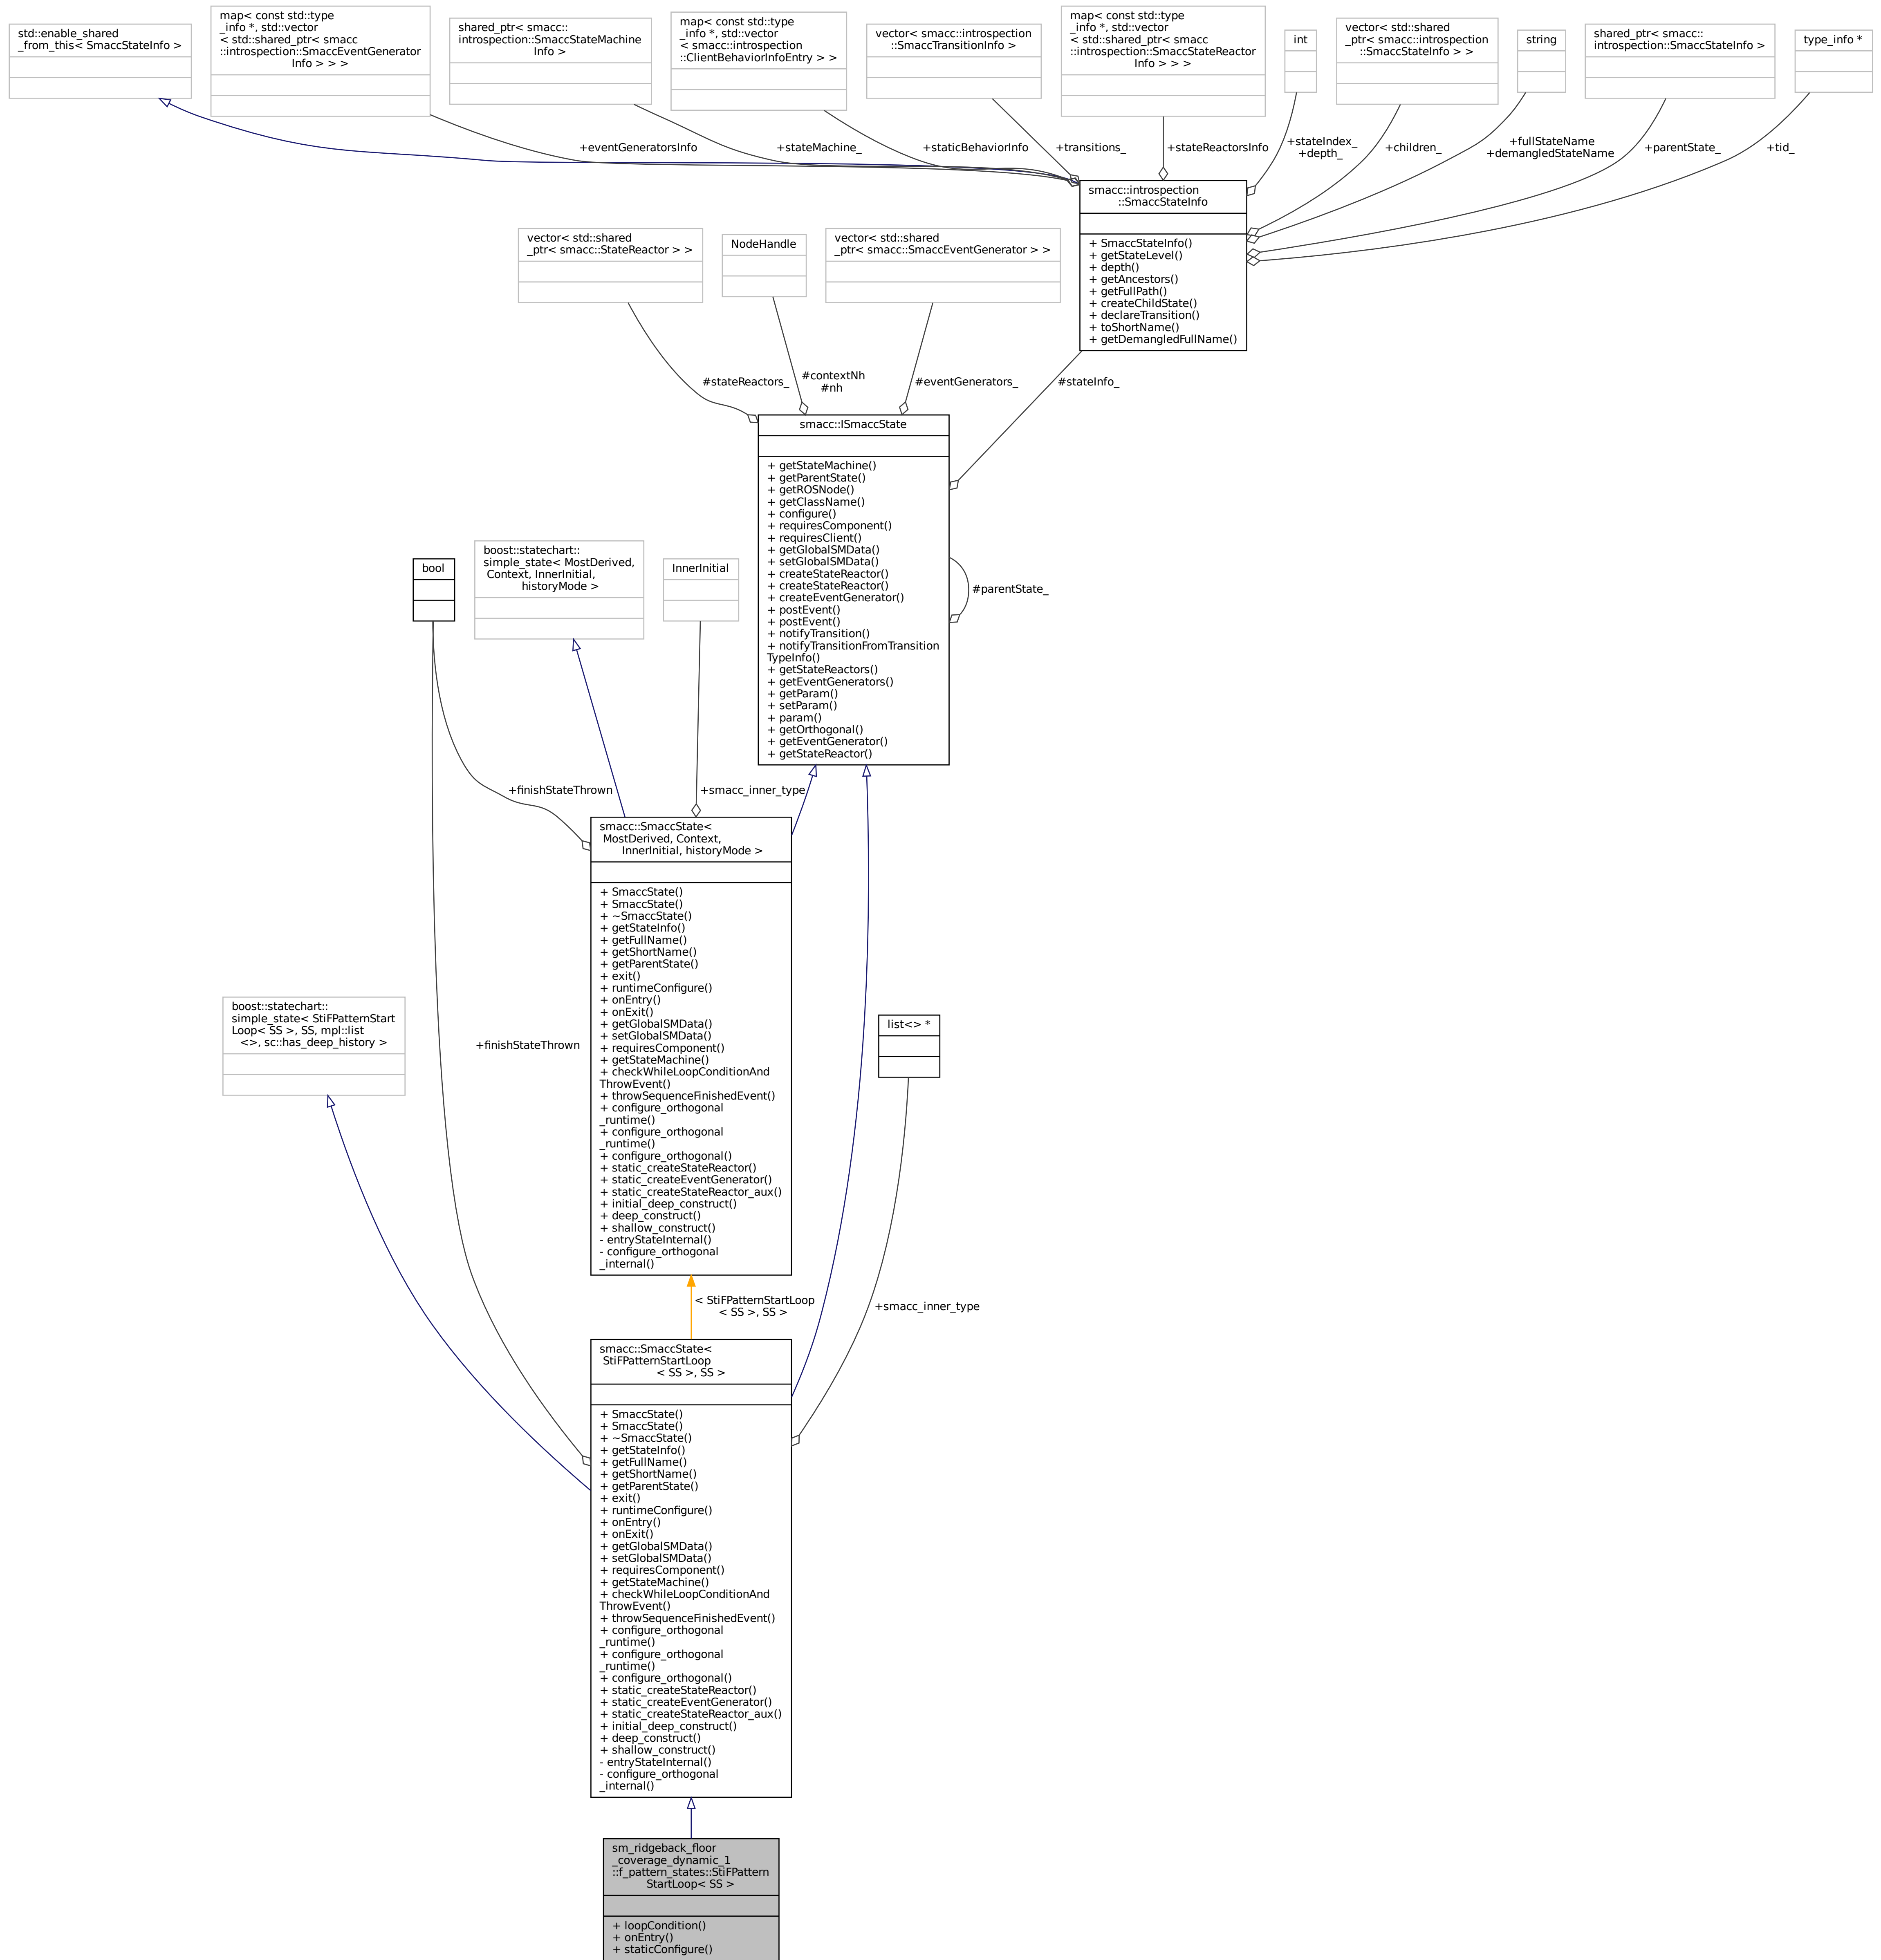 std::enable_shared
_from_this< SmaccStateInfo >
map< const std::type
_info *, std::vector
< std::shared_ptr< smacc
::introspection::SmaccEventGenerator
Info > > >
shared_ptr< smacc::
introspection::SmaccStateMachine
Info >
map< const std::type
_info *, std::vector
< smacc::introspection
::ClientBehaviorInfoEntry > >
vector< smacc::introspection
::SmaccTransitionInfo >
map< const std::type
_info *, std::vector
< std::shared_ptr< smacc
::introspection::SmaccStateReactor
Info > > >
int
vector< std::shared
_ptr< smacc::introspection
::SmaccStateInfo > >
string
shared_ptr< smacc::
introspection::SmaccStateInfo >
type_info *
+eventGeneratorsInfo
+stateMachine_
+staticBehaviorInfo
+transitions_
+stateReactorsInfo
+stateIndex_
+depth_
+children_
+fullStateName
+demangledStateName
+parentState_
+tid_
smacc::introspection
::SmaccStateInfo
+ SmaccStateInfo()
+ getStateLevel()
+ depth()
+ getAncestors()
+ getFullPath()
+ createChildState()
+ declareTransition()
+ toShortName()
+ getDemangledFullName()
vector< std::shared
_ptr< smacc::StateReactor > >
NodeHandle
vector< std::shared
_ptr< smacc::SmaccEventGenerator > >
#stateReactors_
#contextNh
#nh
#eventGenerators_
#stateInfo_
smacc::ISmaccState
+ getStateMachine()
+ getParentState()
+ getROSNode()
+ getClassName()
+ configure()
+ requiresComponent()
+ requiresClient()
+ getGlobalSMData()
+ setGlobalSMData()
+ createStateReactor()
+ createStateReactor()
+ createEventGenerator()
+ postEvent()
+ postEvent()
+ notifyTransition()
+ notifyTransitionFromTransition
TypeInfo()
+ getStateReactors()
+ getEventGenerators()
+ getParam()
+ setParam()
+ param()
+ getOrthogonal()
+ getEventGenerator()
+ getStateReactor()
#parentState_
bool
boost::statechart::
simple_state< MostDerived,
Context, InnerInitial,
historyMode >
InnerInitial
+finishStateThrown
+smacc_inner_type
smacc::SmaccState<
MostDerived, Context,
InnerInitial, historyMode >
+ SmaccState()
+ SmaccState()
+ ~SmaccState()
+ getStateInfo()
+ getFullName()
+ getShortName()
+ getParentState()
+ exit()
+ runtimeConfigure()
+ onEntry()
+ onExit()
+ getGlobalSMData()
+ setGlobalSMData()
+ requiresComponent()
+ getStateMachine()
+ checkWhileLoopConditionAnd
ThrowEvent()
+ throwSequenceFinishedEvent()
+ configure_orthogonal
_runtime()
+ configure_orthogonal
_runtime()
+ configure_orthogonal()
+ static_createStateReactor()
+ static_createEventGenerator()
+ static_createStateReactor_aux()
+ initial_deep_construct()
+ deep_construct()
+ shallow_construct()
- entryStateInternal()
- configure_orthogonal
_internal()
boost::statechart::
simple_state< StiFPatternStart
Loop< SS >, SS, mpl::list
<>, sc::has_deep_history >
+finishStateThrown
list<> *
< StiFPatternStartLoop
< SS >, SS >
+smacc_inner_type
smacc::SmaccState<
StiFPatternStartLoop
< SS >, SS >
+ SmaccState()
+ SmaccState()
+ ~SmaccState()
+ getStateInfo()
+ getFullName()
+ getShortName()
+ getParentState()
+ exit()
+ runtimeConfigure()
+ onEntry()
+ onExit()
+ getGlobalSMData()
+ setGlobalSMData()
+ requiresComponent()
+ getStateMachine()
+ checkWhileLoopConditionAnd
ThrowEvent()
+ throwSequenceFinishedEvent()
+ configure_orthogonal
_runtime()
+ configure_orthogonal
_runtime()
+ configure_orthogonal()
+ static_createStateReactor()
+ static_createEventGenerator()
+ static_createStateReactor_aux()
+ initial_deep_construct()
+ deep_construct()
+ shallow_construct()
- entryStateInternal()
- configure_orthogonal
_internal()
sm_ridgeback_floor
_coverage_dynamic_1
::f_pattern_states::StiFPattern
StartLoop< SS >
+ loopCondition()
+ onEntry()
+ staticConfigure()